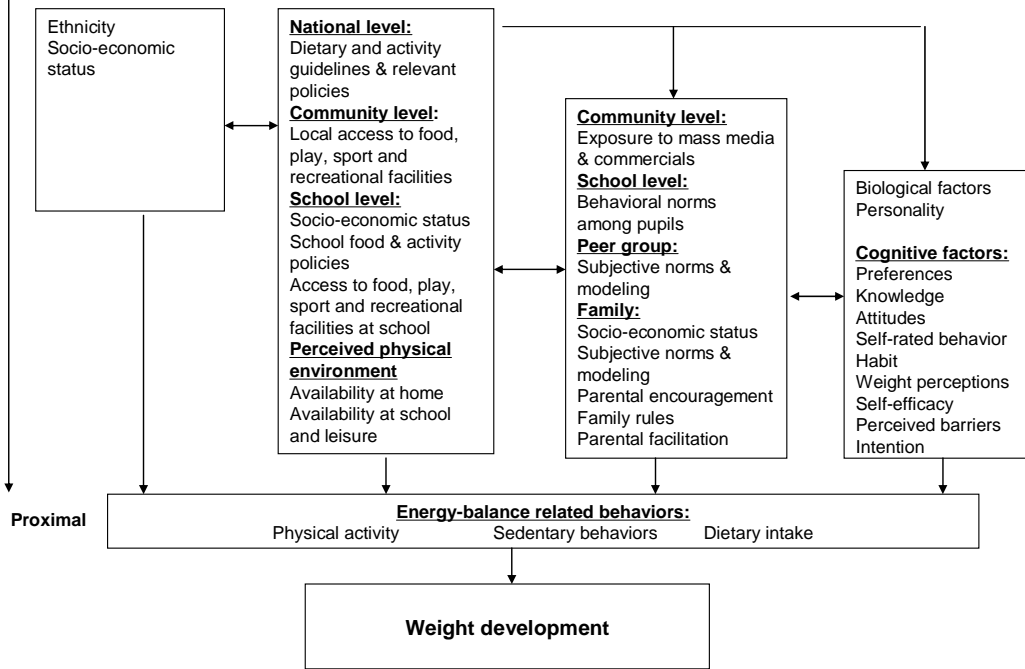 Ethnicity
Socio-economic
status
National level:
Dietary and activity
guidelines & relevant
policies
Community level:
Local access to food,
play, sport and
recreational facilities
School level:
Socio-economic status
School food & activity
policies
Access to food, play,
sport and recreational
facilities at school
Perceived physical
environment
Availability at home
Availability at school
and leisure
Community level:
Exposure to mass media
& commercials
School level:
Behavioral norms
among pupils
Peer group:
Subjective norms &
modeling
Family:
Socio-economic status
Subjective norms &
modeling
Parental encouragement
Family rules
Parental facilitation
Biological factors
Personality
Cognitive factors:
Preferences
Knowledge
Attitudes
Self-rated behavior
Habit
Weight perceptions
Self-efficacy
Perceived barriers
Intention
Proximal
Energy-balance related behaviors:
Physical activity Sedentary behaviors Dietary intake
Weight development